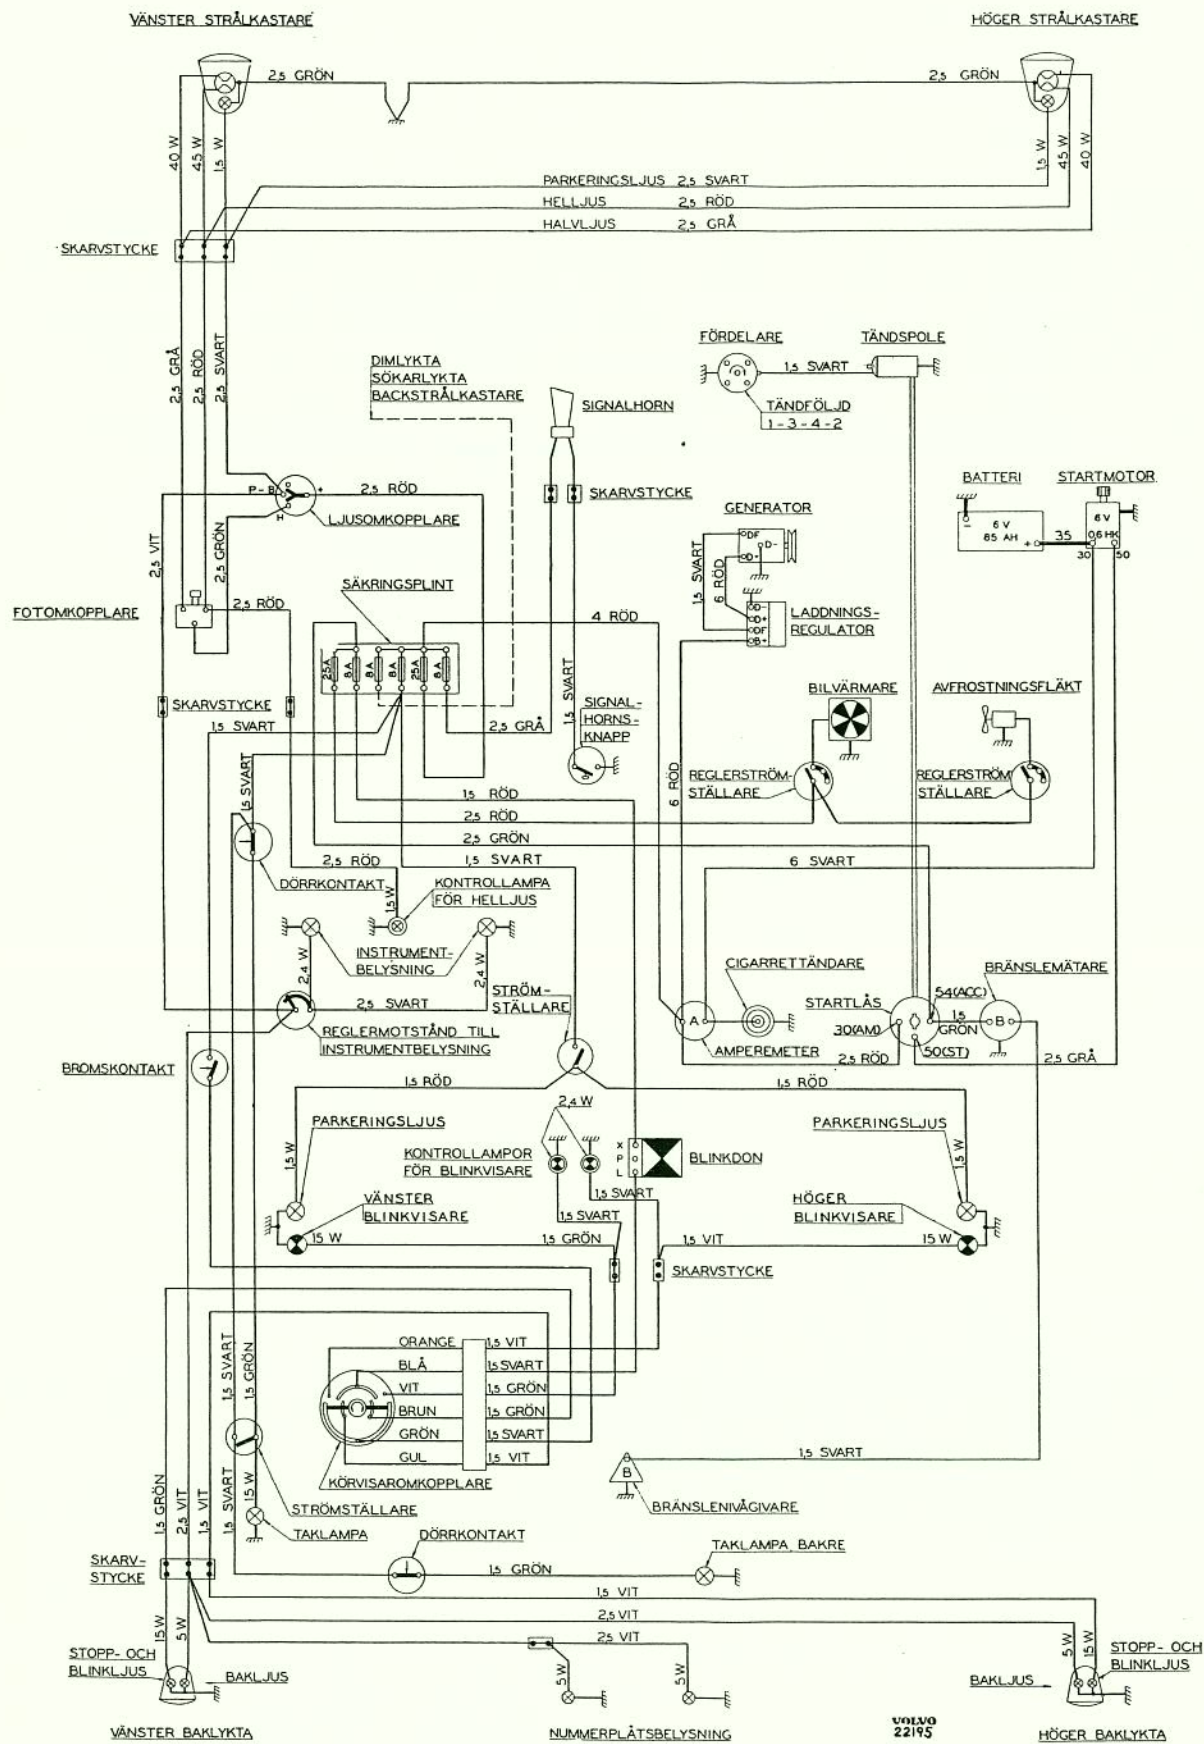 VÄNSTER STRÅLKASTARE
HÖGER STRÅLKASTARE
2,5 GRÖN
2,5 GRÖN
40 W
45 W
1,5 W
1,5 W
45 W
40 W
PARKERINGSLJUS 2,5 SVART
HELLJUS 2,5 RÖD
HALVLJUS 2,5 GRÅ
SKARVSTYCKE
2,5 GRÅ
2,5 RÖD
2,5 SVART
DIMLYKTA
SÖKARLYKTA
BACKSTRÅLKASTARE
SIGNALHORN
FÖRDELARE
TÄNDSPOLE
1,5 SVART
TÄNDFÖLJD
1-3-4-2
P-B
+
H
2,5 RÖD
LJUSOMKOPPLARE
SKARVSTYCKE
BATTERI
STARTMOTOR
-
6 V
85 AH
+
35
6 V
0,6 HK
30
50
GENERATOR
DF
D-
D+
2,5 VIT
2,5 GRÖN
1,5 SVART
6 RÖD
SÄKRINGSPLINT
FOTOMKOPPLARE
2,5 RÖD
4 RÖD
D-
D+
DF
B+
LADDNINGS-
REGULATOR
25A
8A
8A
8A
25A
8A
SKARVSTYCKE
1,5 SVART
2,5 GRÅ
1,5 SVART
SIGNAL-
HORNS-
KNAPP
BILVÄRMARE
AVFROSTNINGSFLÄKT
1,5 SVART
6 RÖD
REGLERSTRÖM-
STÄLLARE
REGLERSTRÖM
STÄLLARE
1,5 RÖD
2,5 RÖD
2,5 GRÖN
2,5 RÖD
1,5 SVART
6 SVART
DÖRRKONTAKT
1,5 W
KONTROLLAMPA
FÖR HELLJUS
INSTRUMENT-
BELYSNING
2,4 W
2,4 W
2,5 SVART
STRÖM-
STÄLLARE
REGLERMOTSTÅND TILL
INSTRUMENTBELYSNING
CIGARRETTÄNDARE
BRÄNSLEMÄTARE
STARTLÅS
54(ACC)
30(AM)
50(ST)
1,5
GRÖN
A
B
AMPEREMETER
2,5 RÖD
2,5 GRÅ
BROMSKONTAKT
1,5 RÖD
1,5 RÖD
2,4 W
PARKERINGSLJUS
PARKERINGSLJUS
1,5 W
1,5 W
KONTROLLAMPOR
FÖR BLINKVISARE
X
P
L
BLINKDON
1,5 SVART
1,5 SVART
VÄNSTER
BLINKVISARE
HÖGER
BLINKVISARE
15 W
1,5 GRÖN
1,5 VIT
15 W
SKARVSTYCKE
1,5 SVART
1,5 GRÖN
ORANGE 1,5 VIT
BLÅ 1,5 SVART
VIT 1,5 GRÖN
BRUN 1,5 GRÖN
GRÖN 1,5 SVART
GUL 1,5 VIT
KÖRVISAROMKOPPLARE
1,5 SVART
B
BRÄNSLENIVÅGIVARE
1,5 GRÖN
2,5 VIT
1,5 VIT
1,5 SVART
15 W
STRÖMSTÄLLARE
TAKLAMPA
DÖRRKONTAKT
TAKLAMPA BAKRE
SKARV-
STYCKE
1,5 GRÖN
1,5 VIT
2,5 VIT
2,5 VIT
15 W
5 W
5 W
5 W
5 W
15 W
STOPP- OCH
BLINKLJUS
BAKLJUS
BAKLJUS
STOPP- OCH
BLINKLJUS
VÄNSTER BAKLYKTA
NUMMERPLÅTSBELYSNING
VOLVO
22195
HÖGER BAKLYKTA